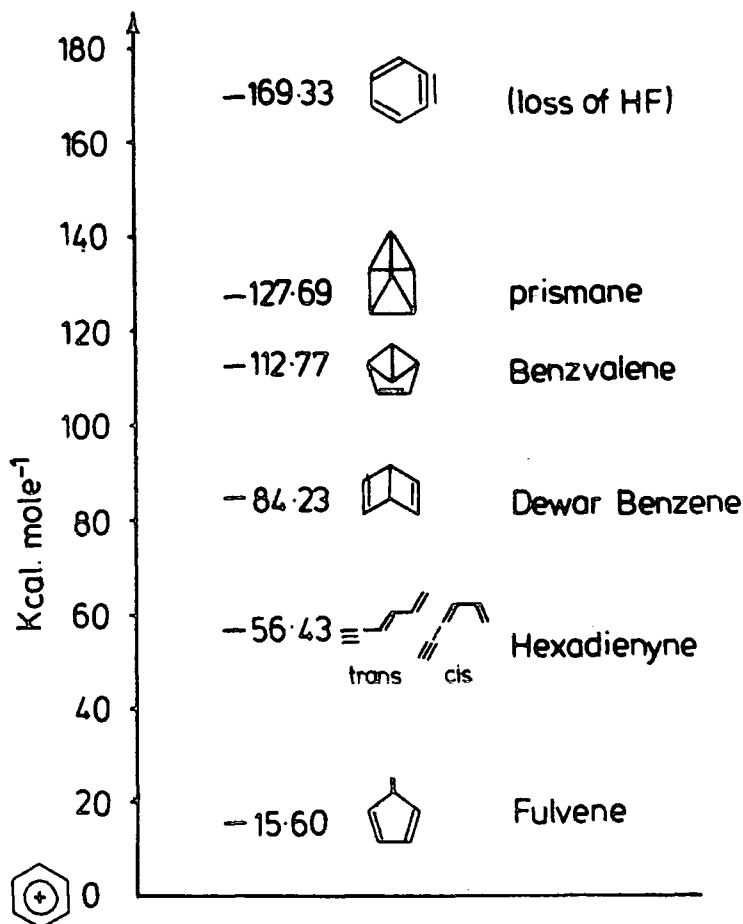 180
–169·33 (loss of HF)
160
140
–127·69 prismane
120
–112·77 Benzvalene
100
–84·23 Dewar Benzene
80
60
–56·43 Hexadienyne
trans cis
40
20
–15·60 Fulvene
+ 0
Kcal. mole⁻¹